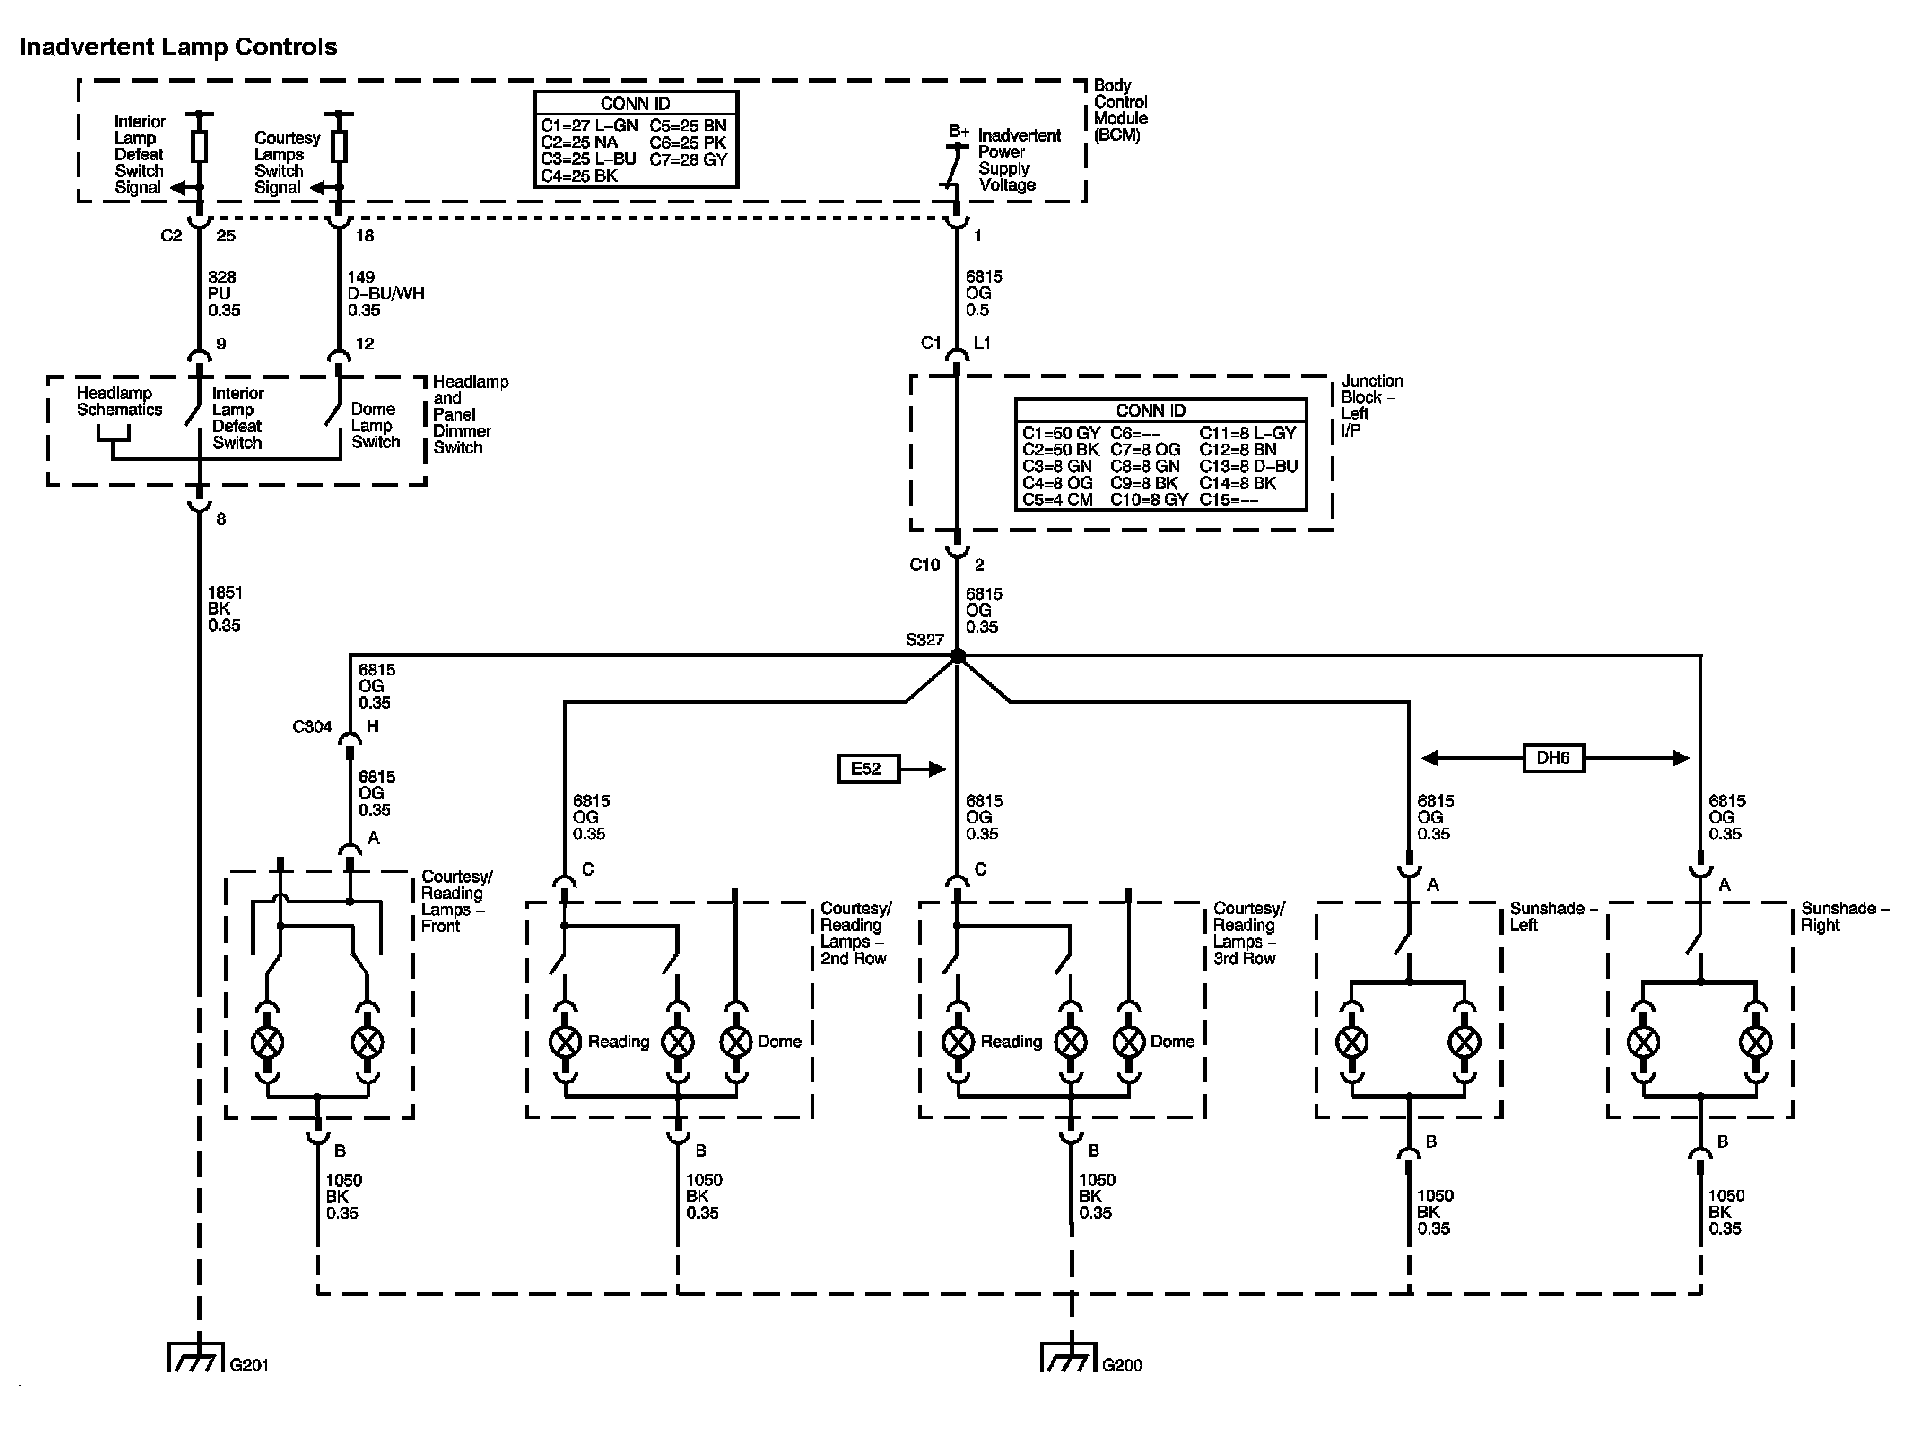 Inadvertent Lamp Controls
Interior
Lamp
Defeat
Switch
Signal
Courtesy
Lamps
Switch
Signal
CONN ID
C1=27 L-GN C5=25 BN
C2=25 NA C6=25 PK
C3=25 L-BU C7=28 GY
C4=25 BK
B+
Inadvertent
Power
Supply
Voltage
Body
Control
Module
(BCM)
C2 25
18
1
328
PU
0.35
149
D-BU/WH
0.35
6815
OG
0.5
9
12
C1 L1
Headlamp
Schematics
Interior
Lamp
Defeat
Switch
Dome
Lamp
Switch
Headlamp
and
Panel
Dimmer
Switch
CONN ID
C1=50 GY C6=-- C11=8 L-GY
C2=50 BK C7=8 OG C12=8 BN
C3=8 GN C8=8 GN C13=8 D-BU
C4=8 OG C9=8 BK C14=8 BK
C5=4 CM C10=8 GY C15=--
Junction
Block -
Left
I/P
8
C10 2
1851
BK
0.35
6815
OG
0.35
S327
6815
OG
0.35
C304 H
6815
OG
0.35
A
E52
DH6
6815
OG
0.35
6815
OG
0.35
6815
OG
0.35
6815
OG
0.35
C
C
A
A
Courtesy/
Reading
Lamps -
Front
Courtesy/
Reading
Lamps -
2nd Row
Courtesy/
Reading
Lamps -
3rd Row
Sunshade -
Left
Sunshade -
Right
Reading
Dome
Reading
Dome
B
B
B
B
B
1050
BK
0.35
1050
BK
0.35
1050
BK
0.35
1050
BK
0.35
1050
BK
0.35
G201
G200